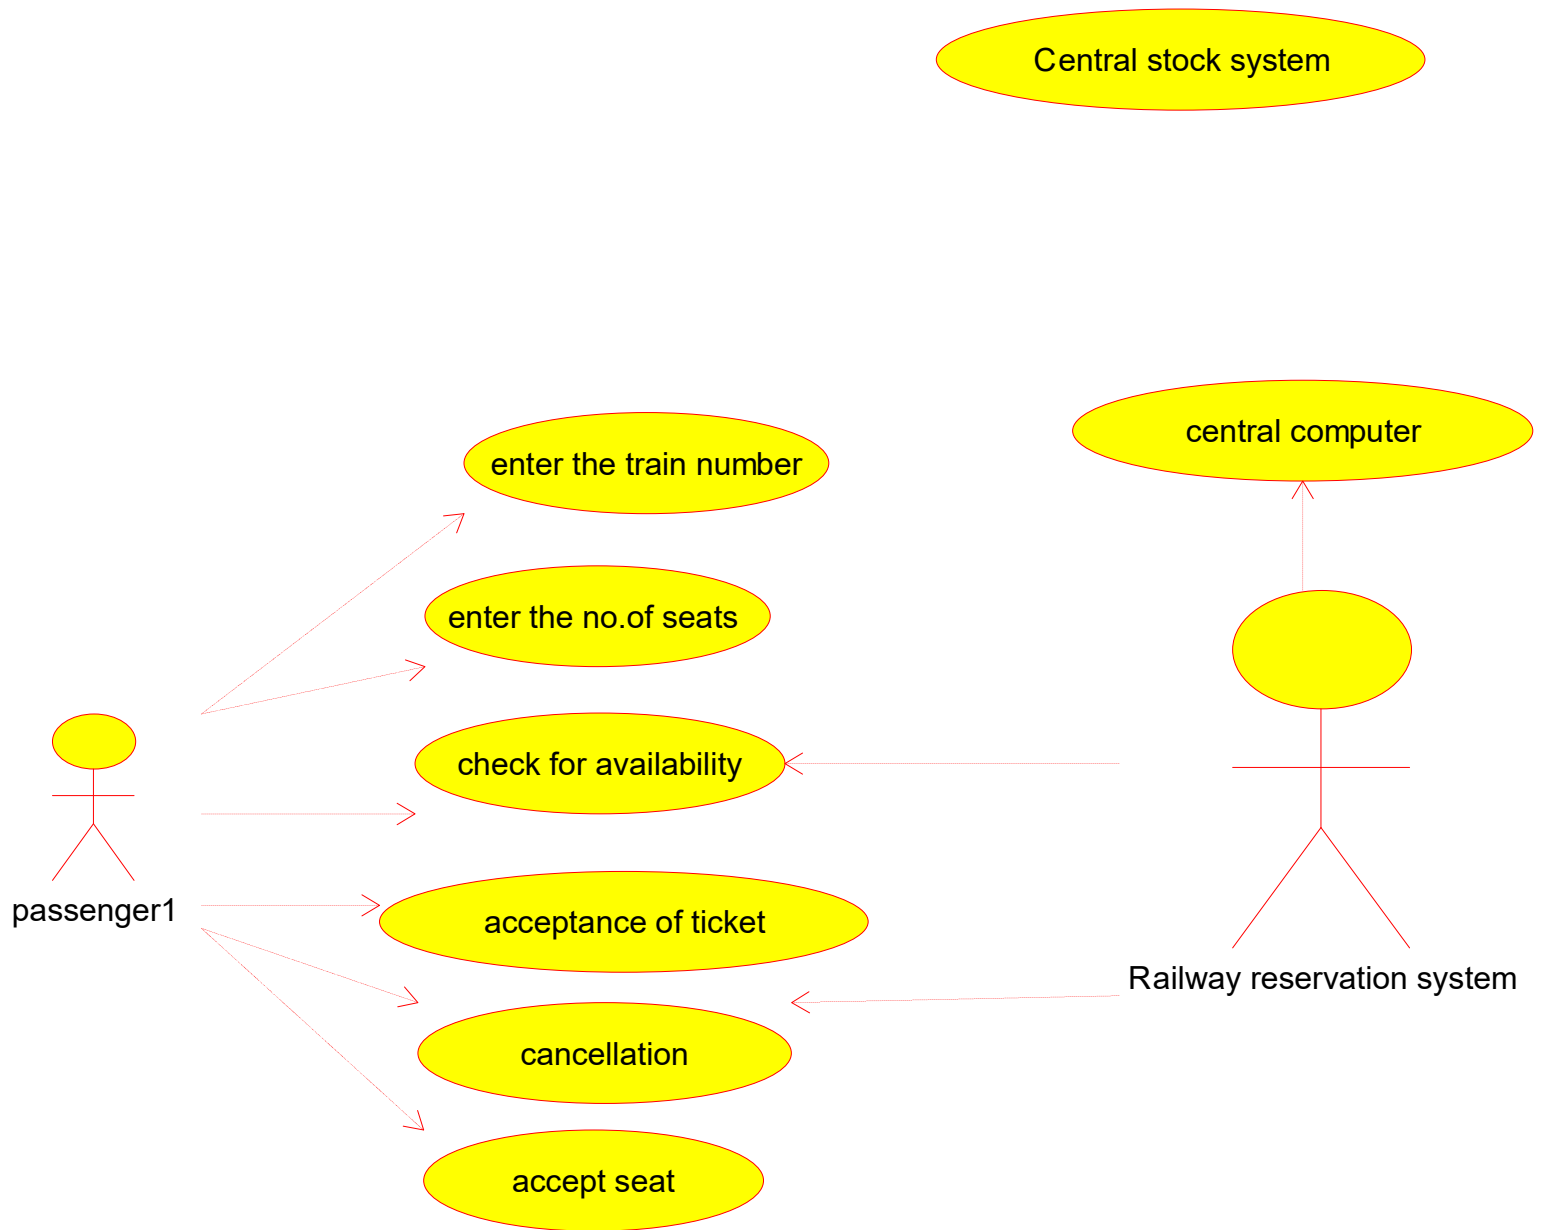 Central stock system
central computer
enter the train number
enter the no.of seats
check for availability
passenger1
acceptance of ticket
Railway reservation system
cancellation
accept seat